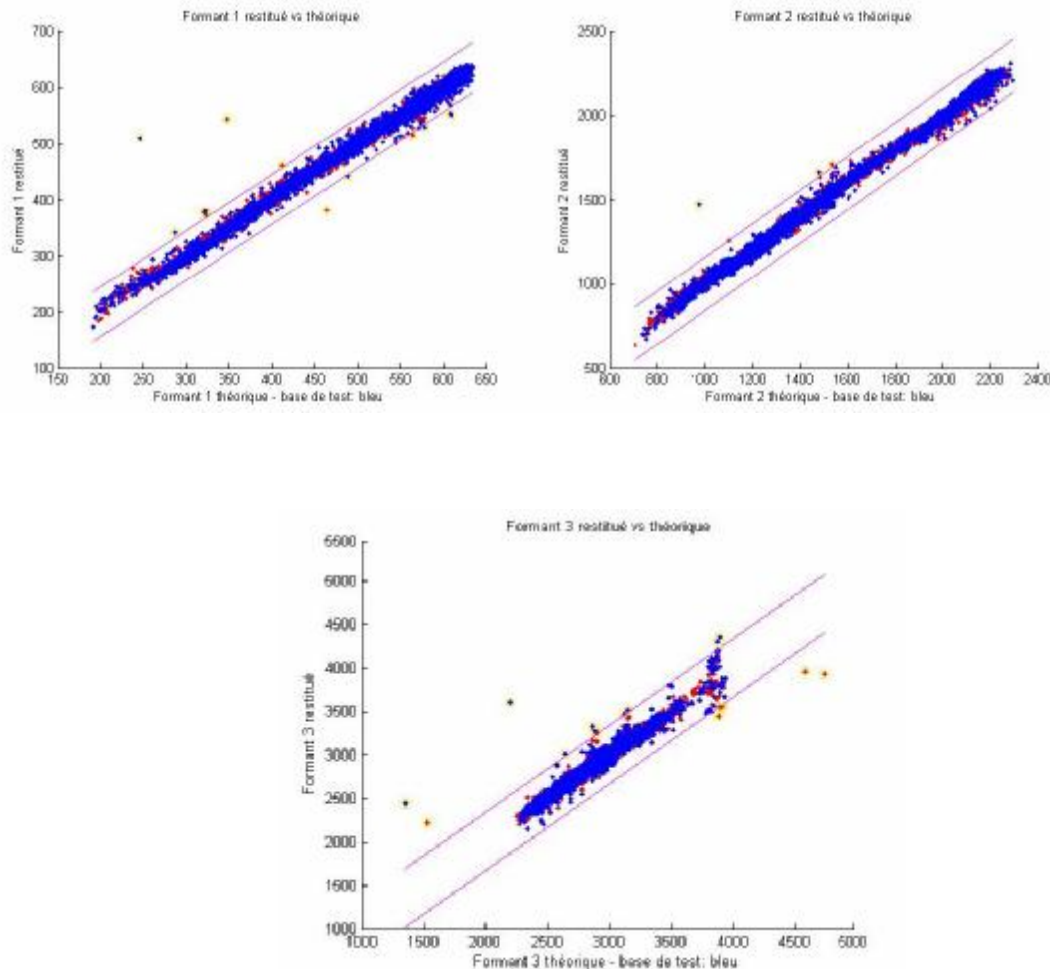 Formant 1 restitué vs théorique
700
600
500
400
300
200
100
Formant 1 restitué
150 200 250 300 350 400 450 500 550 600 650
Formant 1 théorique - base de test: bleu
Formant 2 restitué vs théorique
2500
2000
1500
1000
500
Formant 2 restitué
600 800 1000 1200 1400 1600 1800 2000 2200 2400
Formant 2 théorique - base de test: bleu
Formant 3 restitué vs théorique
5500
5000
4500
4000
3500
3000
2500
2000
1500
1000
Formant 3 restitué
1000 1500 2000 2500 3000 3500 4000 4500 5000
Formant 3 théorique - base de test: bleu